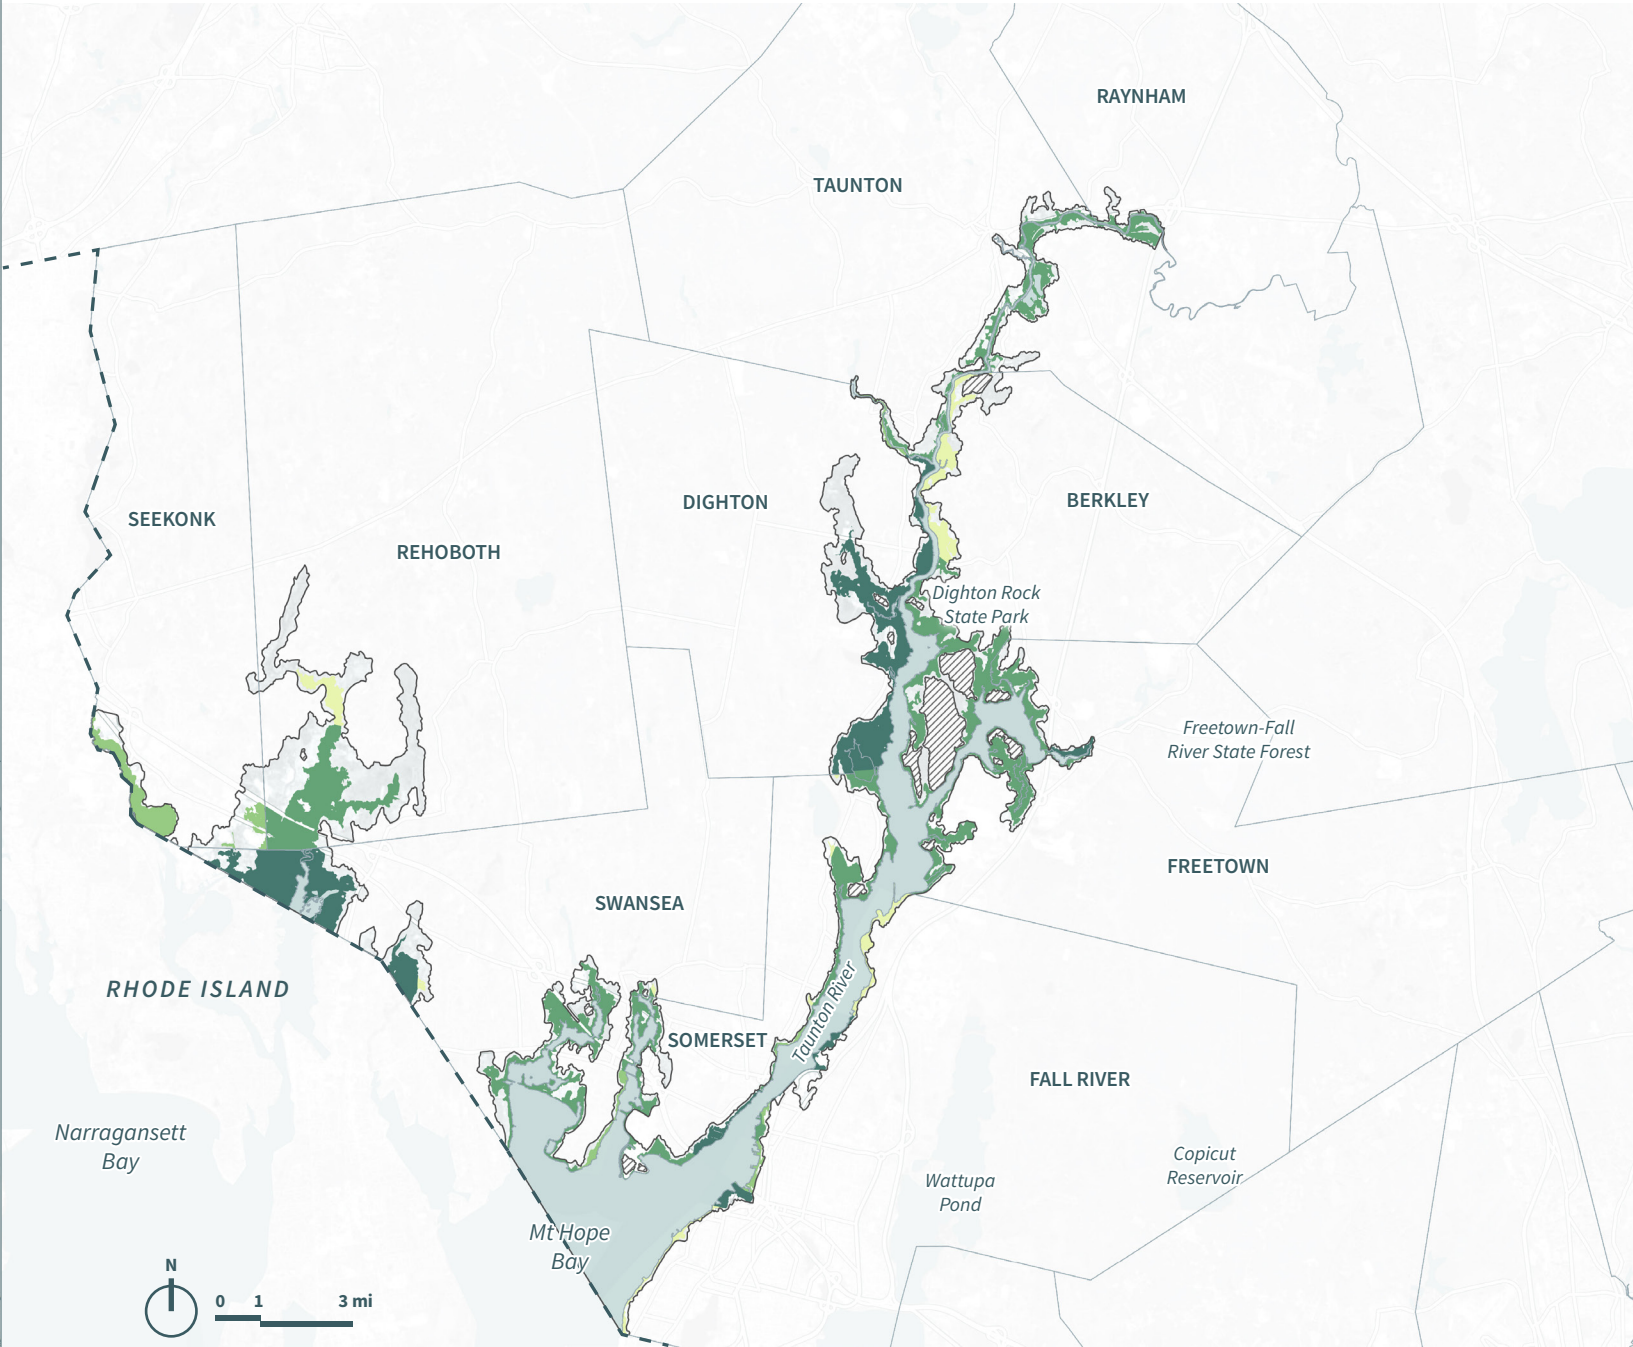 RAYNHAM
TAUNTON
DIGHTON
BERKLEY
SEEKONK
REHOBOTH
Dighton Rock
State Park
Freetown-Fall
River State Forest
FREETOWN
SWANSEA
RHODE ISLAND
Taunton River
SOMERSET
FALL RIVER
Narragansett
Bay
Copicut
Reservoir
Wattupa
Pond
Mt Hope
Bay
N
0 1 3 mi